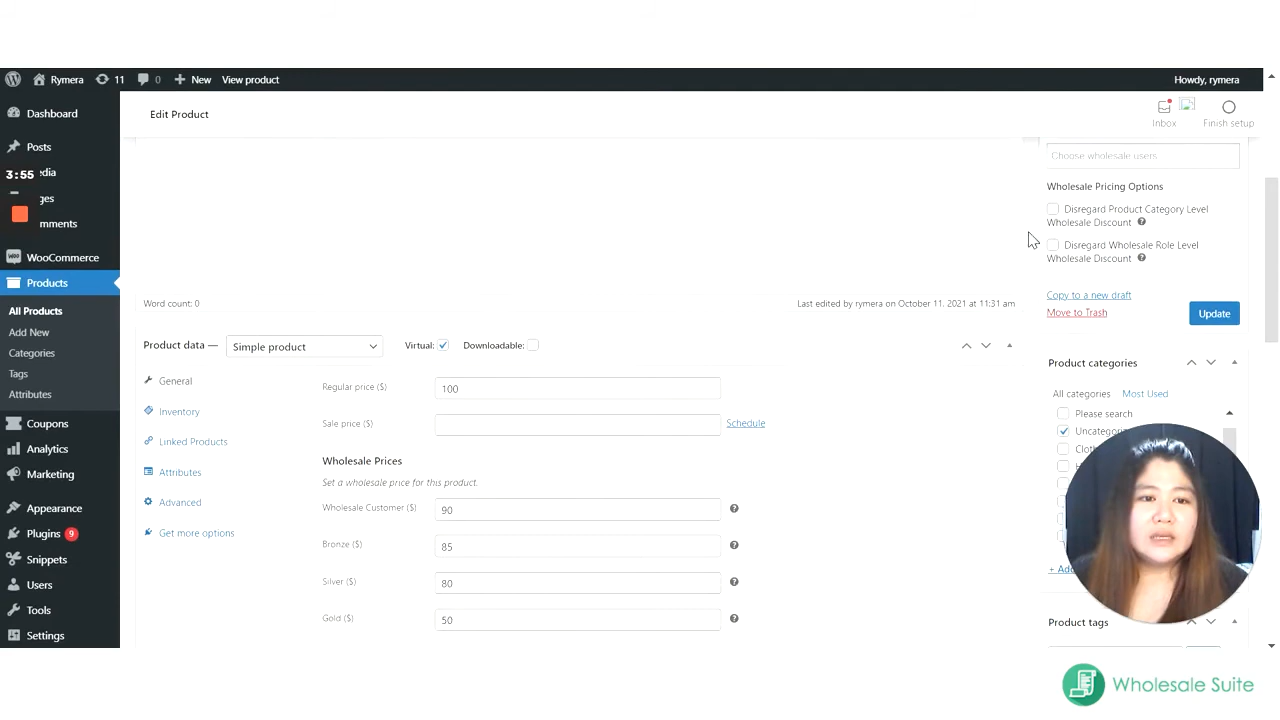 Rymera
11
0
New
View product
Howdy, rymera
Dashboard
Posts
3:55
dia
ges
mments
WooCommerce
Products
All Products
Add New
Categories
Tags
Attributes
Coupons
Analytics
Marketing
Appearance
Plugins 9
Snippets
Users
Tools
Settings
Edit Product
Inbox
Finish setup
Word count: 0
Last edited by rymera on October 11, 2021 at 11:31 am
Product data — Simple product
Virtual:
Downloadable:
General
Inventory
Linked Products
Attributes
Advanced
Get more options
Regular price ($)
100
Sale price ($)
Schedule
Wholesale Prices
Set a wholesale price for this product.
Wholesale Customer ($)
90
Bronze ($)
85
Silver ($)
80
Gold ($)
50
Choose wholesale users
Wholesale Pricing Options
Disregard Product Category Level
Wholesale Discount
Disregard Wholesale Role Level
Wholesale Discount
Copy to a new draft
Move to Trash
Update
Product categories
All categories
Most Used
Please search
Uncategori
Cloth
H
+ Add
Product tags
Wholesale Suite